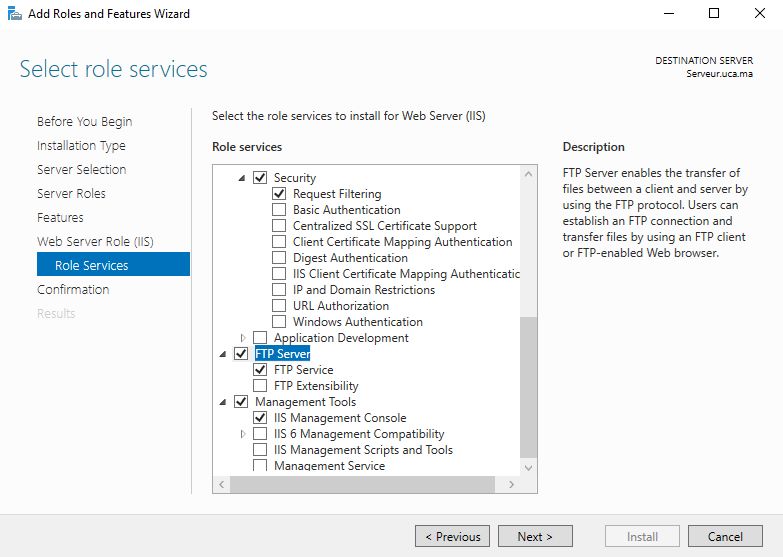 Add Roles and Features Wizard
Select role services
DESTINATION SERVER
Serveur.uca.ma
Before You Begin
Installation Type
Server Selection
Server Roles
Features
Web Server Role (IIS)
Role Services
Confirmation
Results
Select the role services to install for Web Server (IIS)
Role services
Security
Request Filtering
Basic Authentication
Centralized SSL Certificate Support
Client Certificate Mapping Authentication
Digest Authentication
IIS Client Certificate Mapping Authenticatic
IP and Domain Restrictions
URL Authorization
Windows Authentication
Application Development
FTP Server
FTP Service
FTP Extensibility
Management Tools
IIS Management Console
IIS 6 Management Compatibility
IIS Management Scripts and Tools
Management Service
Description
FTP Server enables the transfer of
files between a client and server by
using the FTP protocol. Users can
establish an FTP connection and
transfer files by using an FTP client
or FTP-enabled Web browser.
< Previous
Next >
Install
Cancel